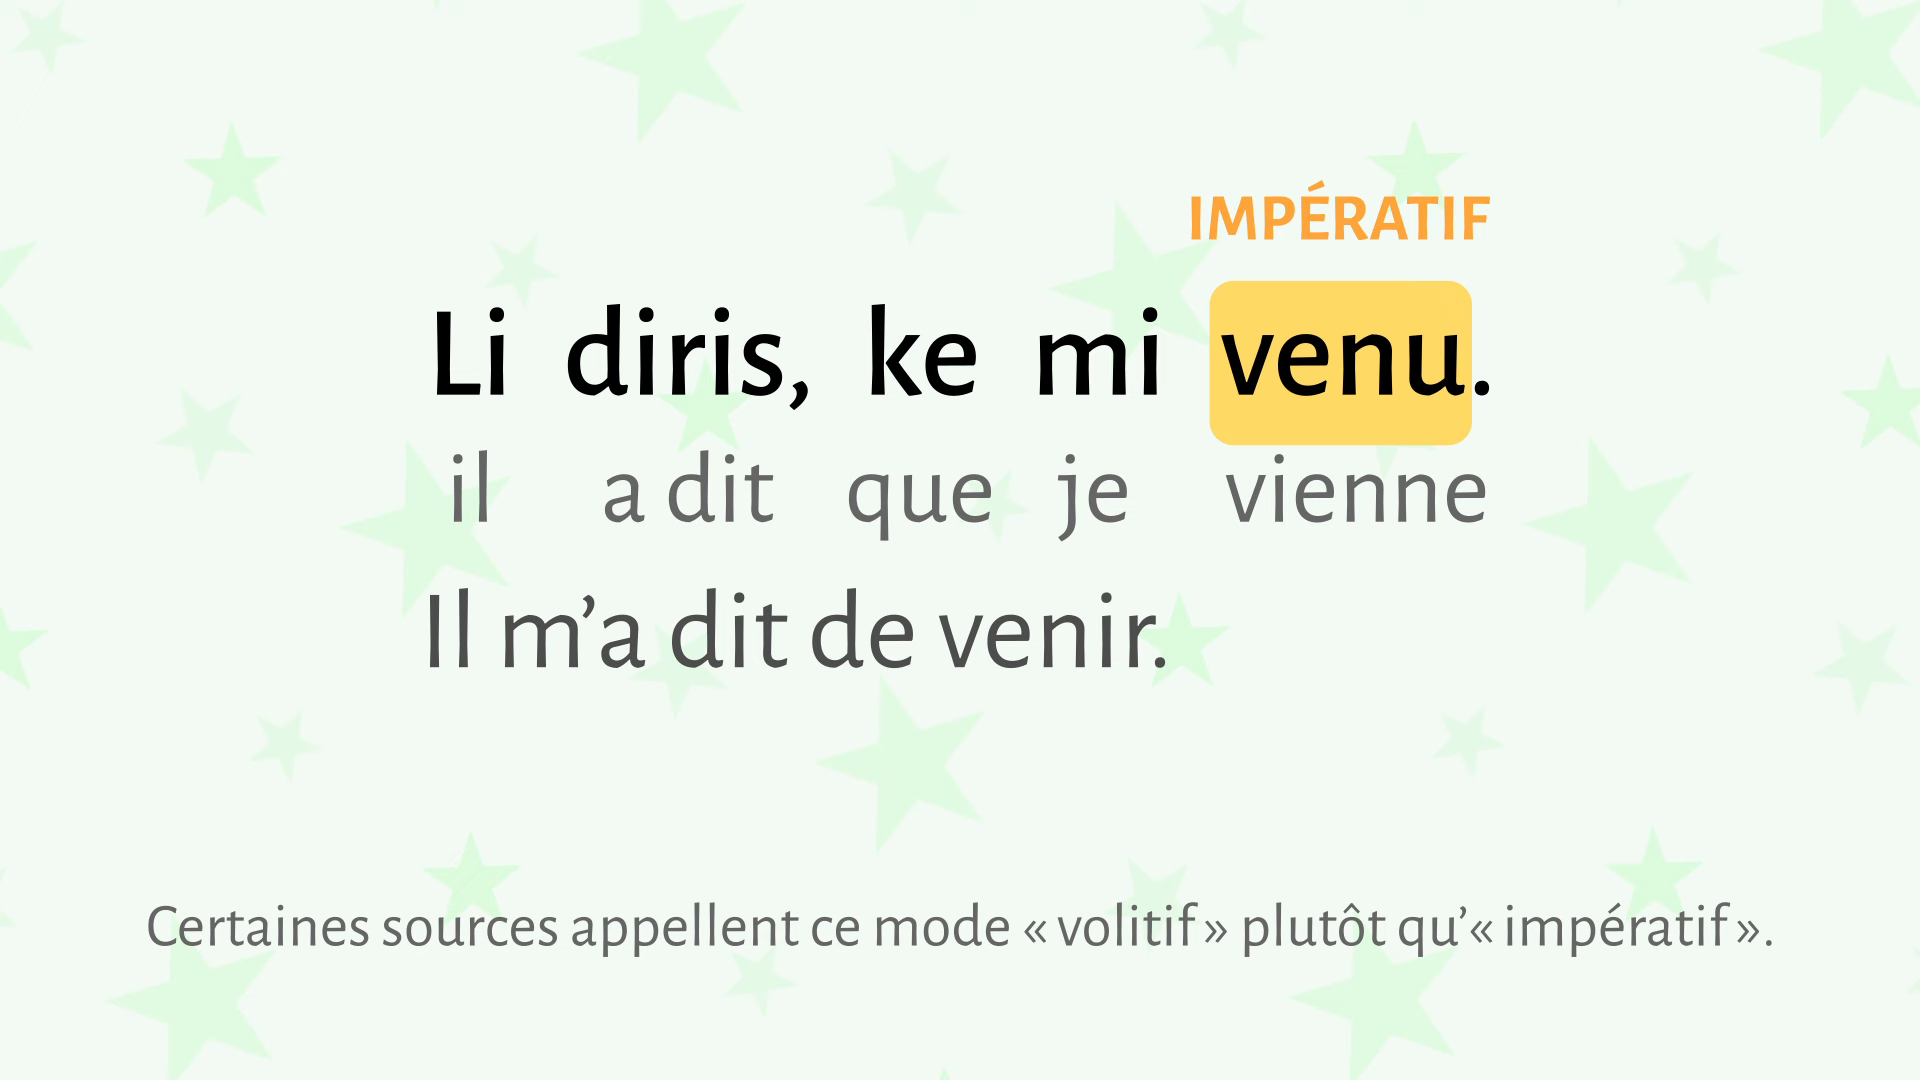 IMPÉRATIF
Li diris, ke mi venu.
il a dit que je vienne
Il m’a dit de venir.
Certaines sources appellent ce mode « volitif » plutôt qu’« impératif ».